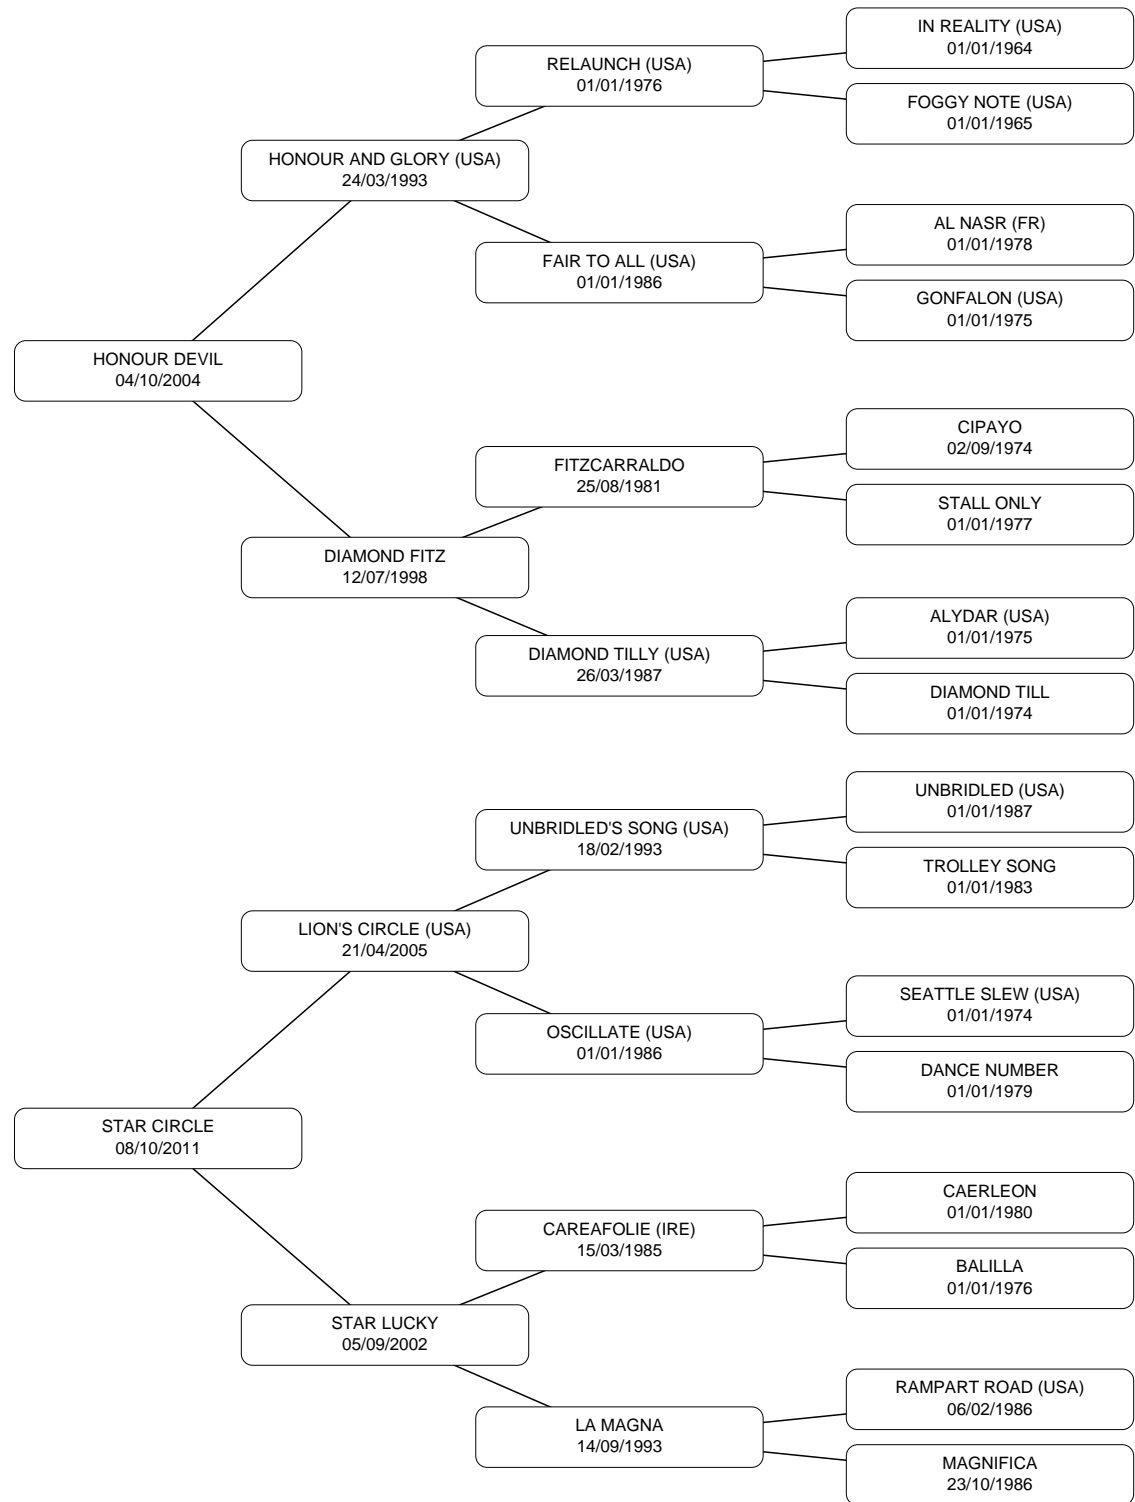 IN REALITY (USA)
01/01/1964
RELAUNCH (USA)
01/01/1976
FOGGY NOTE (USA)
01/01/1965
HONOUR AND GLORY (USA)
24/03/1993
AL NASR (FR)
01/01/1978
FAIR TO ALL (USA)
01/01/1986
GONFALON (USA)
01/01/1975
HONOUR DEVIL
04/10/2004
CIPAYO
02/09/1974
FITZCARRALDO
25/08/1981
STALL ONLY
01/01/1977
DIAMOND FITZ
12/07/1998
ALYDAR (USA)
01/01/1975
DIAMOND TILLY (USA)
26/03/1987
DIAMOND TILL
01/01/1974
UNBRIDLED (USA)
01/01/1987
UNBRIDLED'S SONG (USA)
18/02/1993
TROLLEY SONG
01/01/1983
LION'S CIRCLE (USA)
21/04/2005
SEATTLE SLEW (USA)
01/01/1974
OSCILLATE (USA)
01/01/1986
DANCE NUMBER
01/01/1979
STAR CIRCLE
08/10/2011
CAERLEON
01/01/1980
CAREAFOLIE (IRE)
15/03/1985
BALILLA
01/01/1976
STAR LUCKY
05/09/2002
RAMPART ROAD (USA)
06/02/1986
LA MAGNA
14/09/1993
MAGNIFICA
23/10/1986